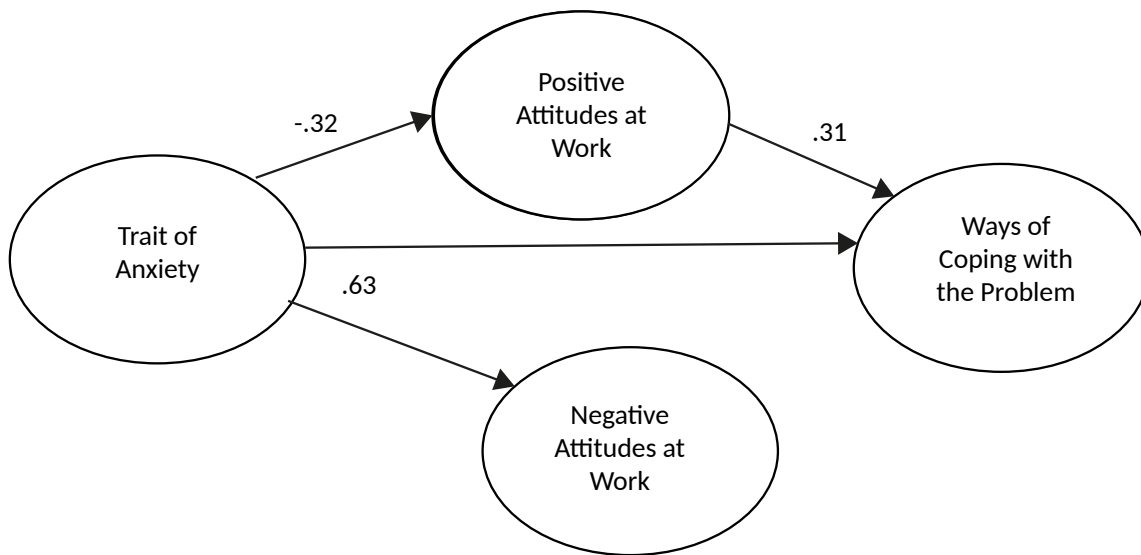 Positive
Attitudes at
Work
-.32
.31
Trait of
Anxiety
Ways of
Coping with
the Problem
.63
Negative
Attitudes at
Work